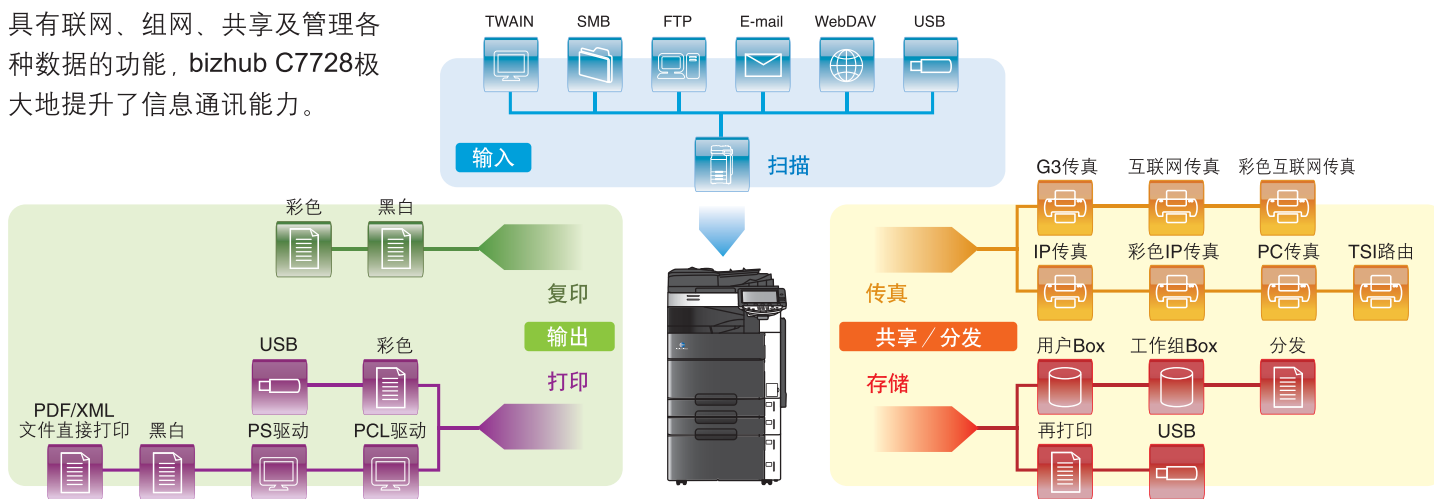 具有联网、组网、共享及管理各
种数据的功能，bizhub C7728极
大地提升了信息通讯能力。
TWAIN
SMB
FTP
E-mail
WebDAV
USB
输入
扫描
彩色
黑白
复印
输出
USB
彩色
打印
PDF/XML
文件直接打印
黑白
PS驱动
PCL驱动
G3传真
互联网传真
彩色互联网传真
IP传真
彩色IP传真
PC传真
TSI路由
传真
共享／分发
用户Box
工作组Box
分发
存储
再打印
USB